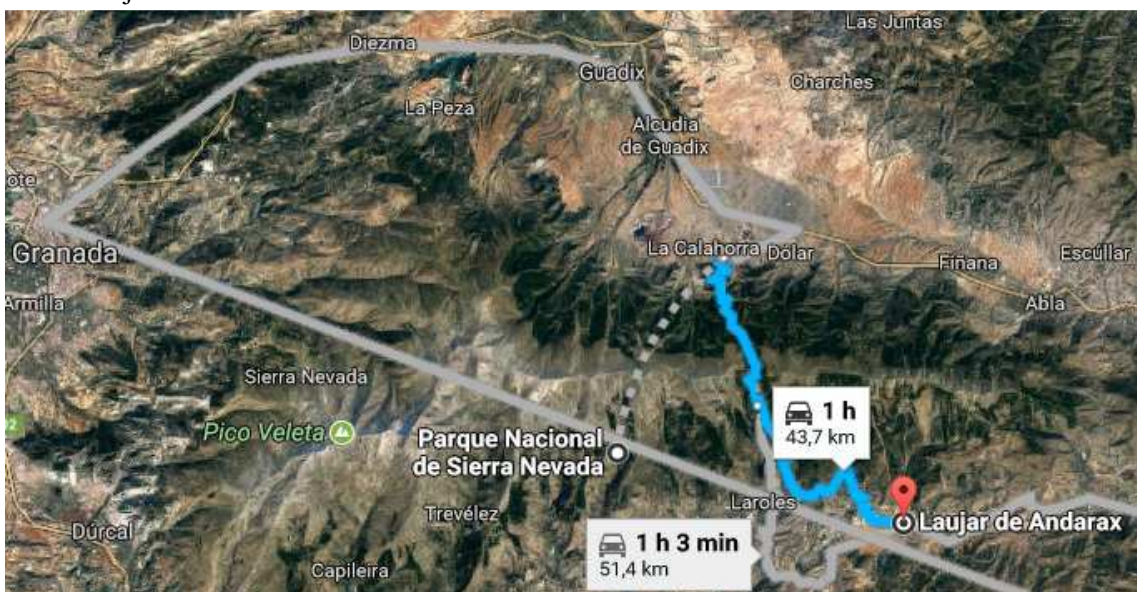 Las Juntas
Diezma
Guadix
Charches
La Peza
Alcudia
de Guadix
ote
La Calahorra
Dólar
Granada
Fiñana
Escúllar
Armilla
Abla
Sierra Nevada
1 h
43,7 km
Pico Veleta
Parque Nacional
de Sierra Nevada
Laroles
Trevélez
Laujar de Andarax
Dúrcal
1 h 3 min
51,4 km
Capileira